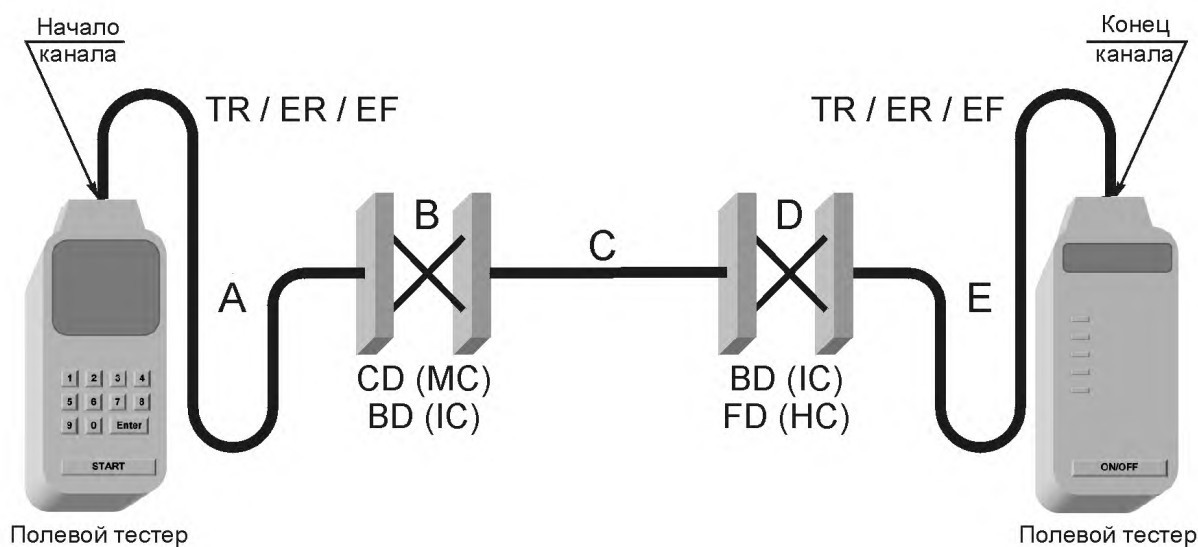 Начало
канала
Конец
канала
TR / ER / EF
TR / ER / EF
B
D
C
A
E
CD (MC)
BD (IC)
BD (IC)
FD (HC)
1 2 3 4
5 6 7 8
9 0 Enter
START
ON/OFF
Полевой тестер
Полевой тестер